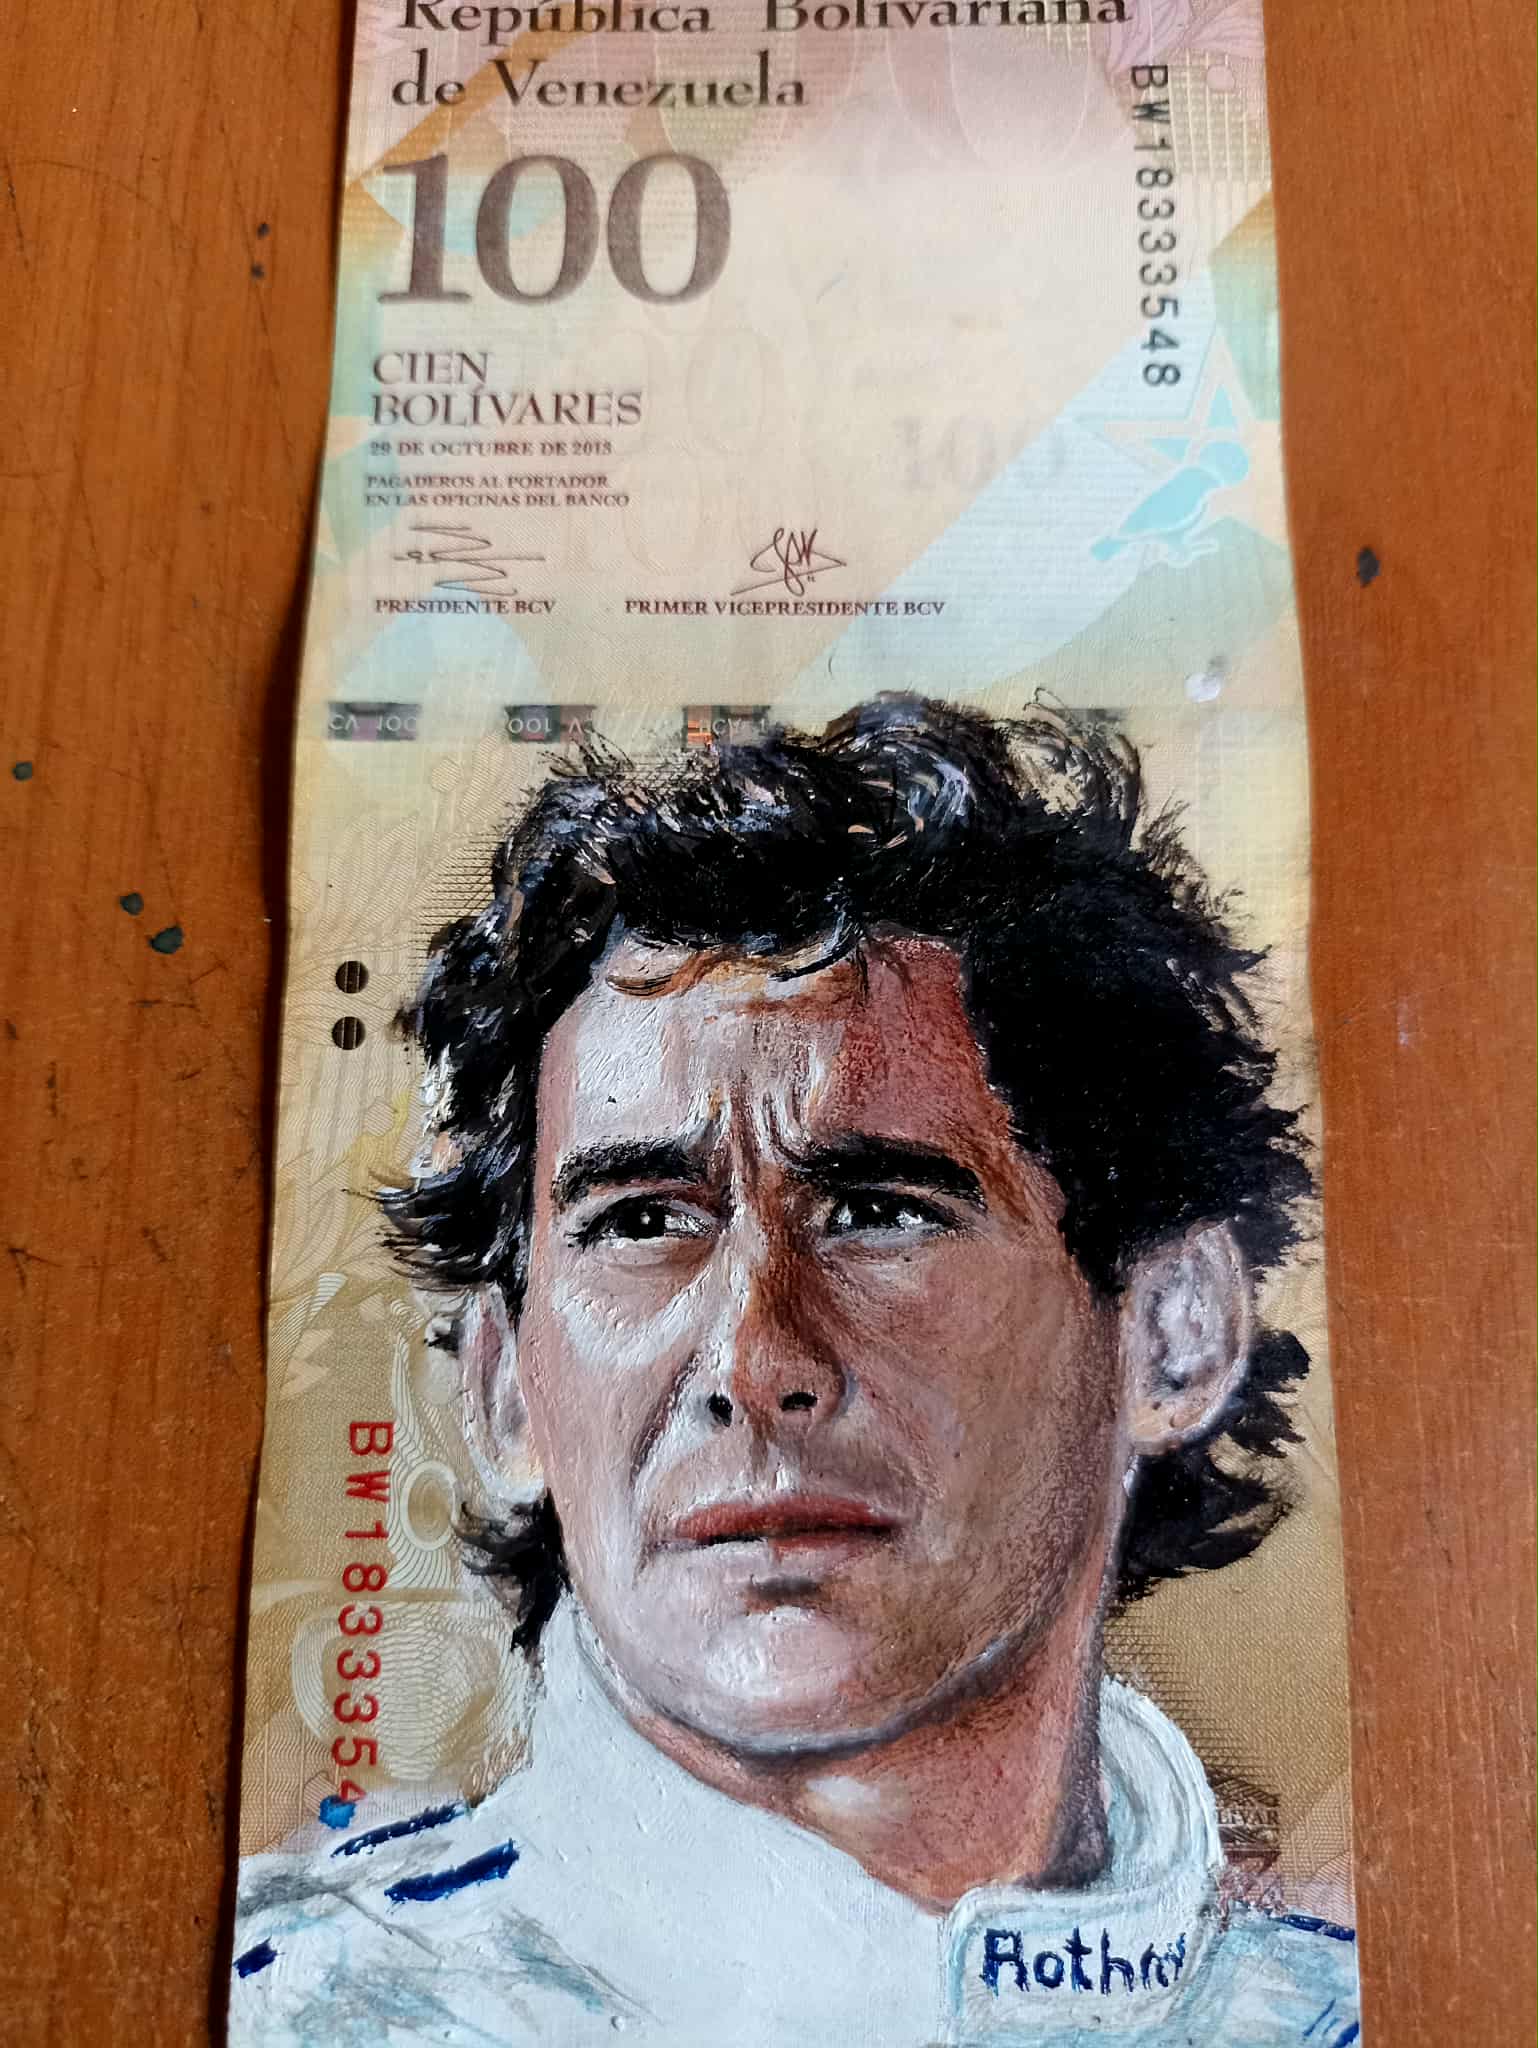 República Bolivariana
de Venezuela
BW18333548
100
CIEN
BOLÍVARES
29 DE OCTUBRE DE 2013
PAGADEROS AL PORTADOR
EN LAS OFICINAS DEL BANCO
PRESIDENTE BCV
PRIMER VICEPRESIDENTE BCV
BW1833354
LIVAR
Rothm